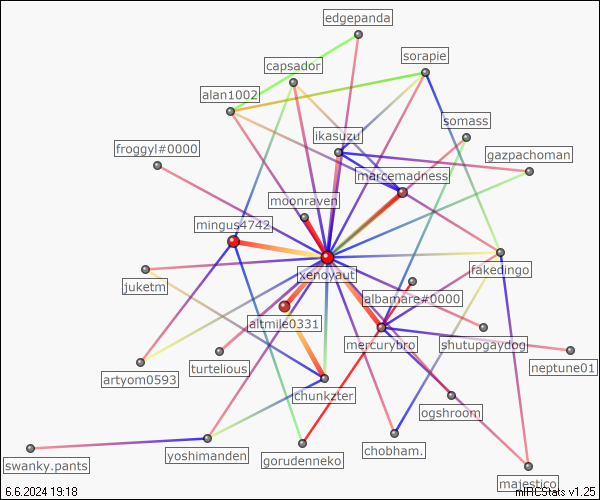 edgepanda
sorapie
capsador
alan1002
somass
ikasuzu
froggyl#0000
gazpachoman
marcemadness
moonraven
mingus4742
xenoyaut
fakedingo
juketm
albamare#0000
altmile0331
mercurybro
shutupgaydog
turtelious
neptune01
artyom0593
chunkzter
ogshroom
chobham.
yoshimanden
gorudenneko
swanky.pants
majestico
6.6.2024 19:18
mIRCStats v1.25